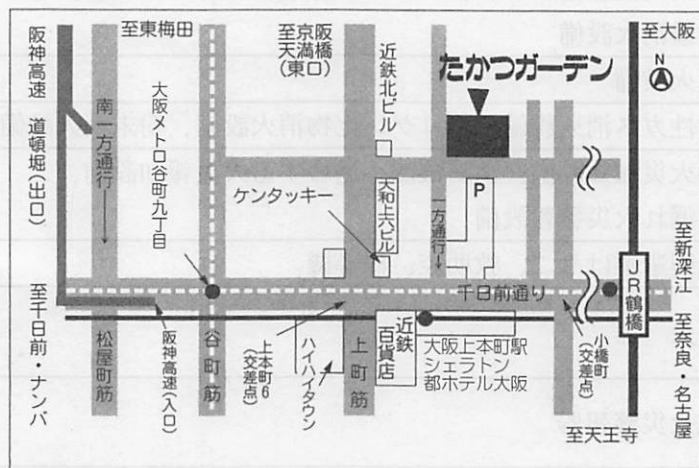 至大阪
N
至東梅田
至
京阪
天満橋
(東口)
近鉄北ビル
たかつガーデン
阪神高速 道頓堀(出口)
南一方通行→
大阪メトロ谷町九丁目
ケンタッキー
大和上六ビル
一方通行→
P
至新深江
JR鶴橋
千日前通り
至千日前・ナンバ
松屋町筋
阪神高速(入口)
谷町筋
上本町6
(交差点)
ハイハイタウン
上町筋
近鉄
百貨店
大阪上本町駅
シェラトン
都ホテル大阪
小橋町
(交差点)
至奈良・名古屋
至天王寺